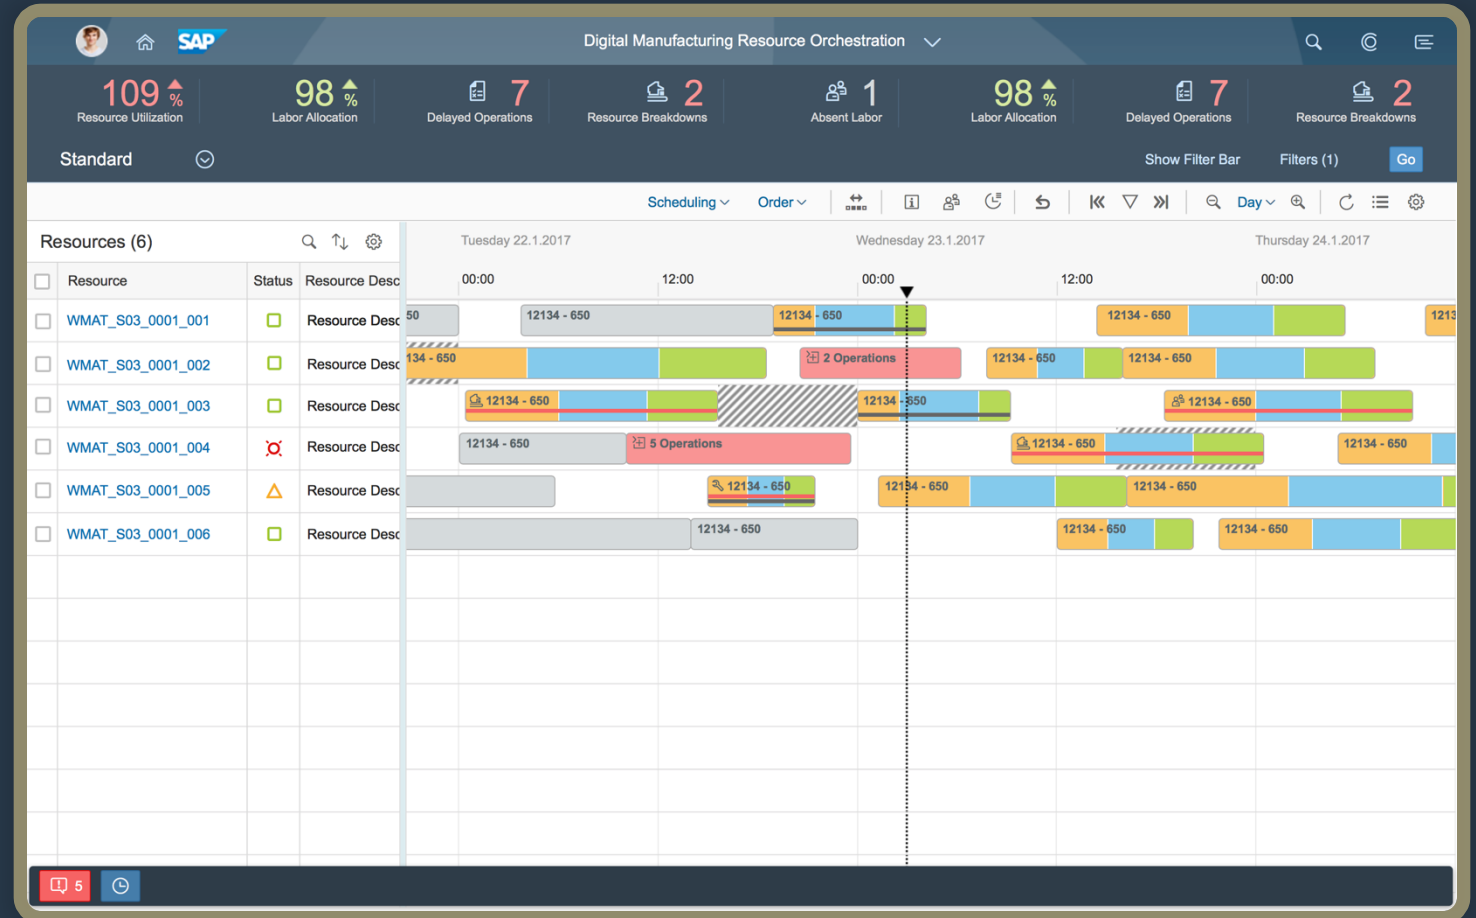 SAP
Digital Manufacturing Resource Orchestration
109 %
Resource Utilization
98 %
Labor Allocation
7
Delayed Operations
2
Resource Breakdowns
1
Absent Labor
98 %
Labor Allocation
7
Delayed Operations
2
Resource Breakdowns
Standard
Show Filter Bar
Filters (1)
Go
Scheduling
Order
Day
Resources (6)
Tuesday 22.1.2017
Wednesday 23.1.2017
Thursday 24.1.2017
Resource
Status
Resource Desc
00:00
12:00
00:00
12:00
00:00
WMAT_S03_0001_001
Resource Desc
50
12134 - 650
12134 - 650
12134 - 650
1213
WMAT_S03_0001_002
Resource Desc
134 - 650
2 Operations
12134 - 650
12134 - 650
WMAT_S03_0001_003
Resource Desc
12134 - 650
12134 - 650
12134 - 650
WMAT_S03_0001_004
Resource Desc
12134 - 650
5 Operations
12134 - 650
12134 - 650
WMAT_S03_0001_005
Resource Desc
12134 - 650
12134 - 650
12134 - 650
WMAT_S03_0001_006
Resource Desc
12134 - 650
12134 - 650
12134 - 650
5